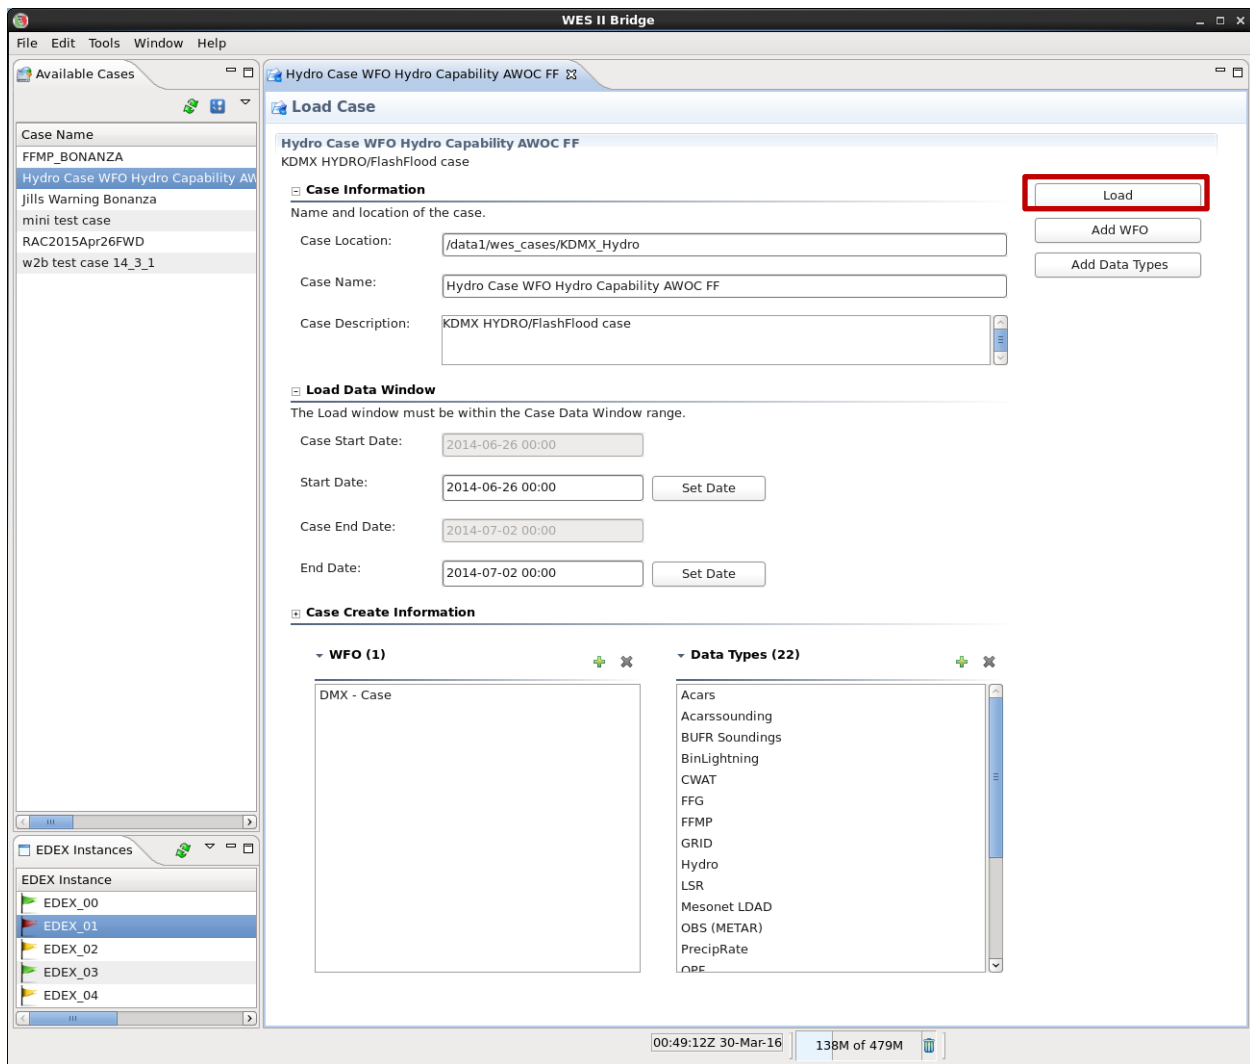 WES II Bridge
File Edit Tools Window Help
Available Cases
Case Name
FFMP_BONANZA
Hydro Case WFO Hydro Capability AW
Jills Warning Bonanza
mini test case
RAC2015Apr26FWD
w2b test case 14_3_1
EDEX Instances
EDEX Instance
EDEX_00
EDEX_01
EDEX_02
EDEX_03
EDEX_04
Hydro Case WFO Hydro Capability AWOC FF
Load Case
Hydro Case WFO Hydro Capability AWOC FF
KDMX HYDRO/FlashFlood case
Case Information
Name and location of the case.
Case Location: /data1/wes_cases/KDMX_Hydro
Case Name: Hydro Case WFO Hydro Capability AWOC FF
Case Description: KDMX HYDRO/FlashFlood case
Load
Add WFO
Add Data Types
Load Data Window
The Load window must be within the Case Data Window range.
Case Start Date: 2014-06-26 00:00
Start Date: 2014-06-26 00:00 Set Date
Case End Date: 2014-07-02 00:00
End Date: 2014-07-02 00:00 Set Date
Case Create Information
WFO (1)
DMX - Case
Data Types (22)
Acars
Acarssounding
BUFR Soundings
BinLightning
CWAT
FFG
FFMP
GRID
Hydro
LSR
Mesonet LDAD
OBS (METAR)
PrecipRate
QPF
00:49:12Z 30-Mar-16
138M of 479M